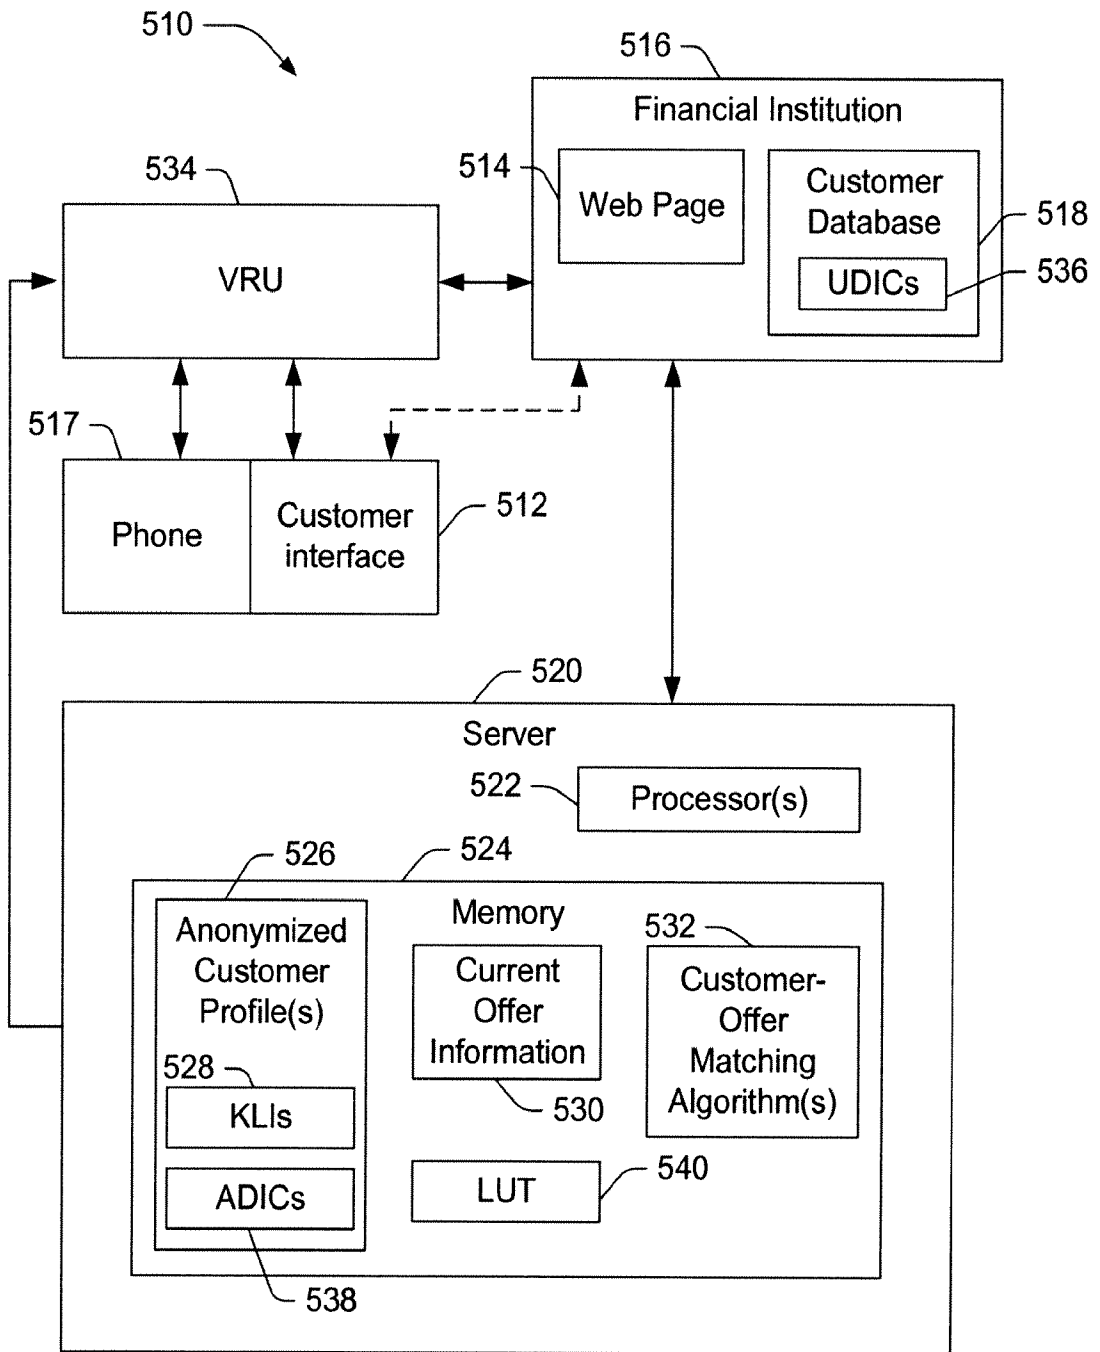 510
516
Financial Institution
534
514
Web Page
Customer
Database
518
UDICs
536
VRU
517
Phone
Customer
interface
512
520
Server
522
Processor(s)
524
526
Memory
Anonymized
Customer
Profile(s)
528
KLIs
ADICs
538
Current
Offer
Information
530
532
Customer-
Offer
Matching
Algorithm(s)
LUT
540